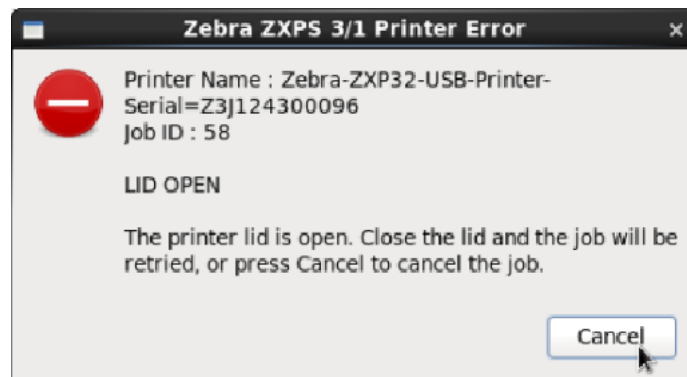 Zebra ZXPS 3/1 Printer Error
Printer Name : Zebra-ZXP32-USB-Printer-
Serial=Z3J124300096
Job ID : 58
LID OPEN
The printer lid is open. Close the lid and the job will be
retried, or press Cancel to cancel the job.
Cancel